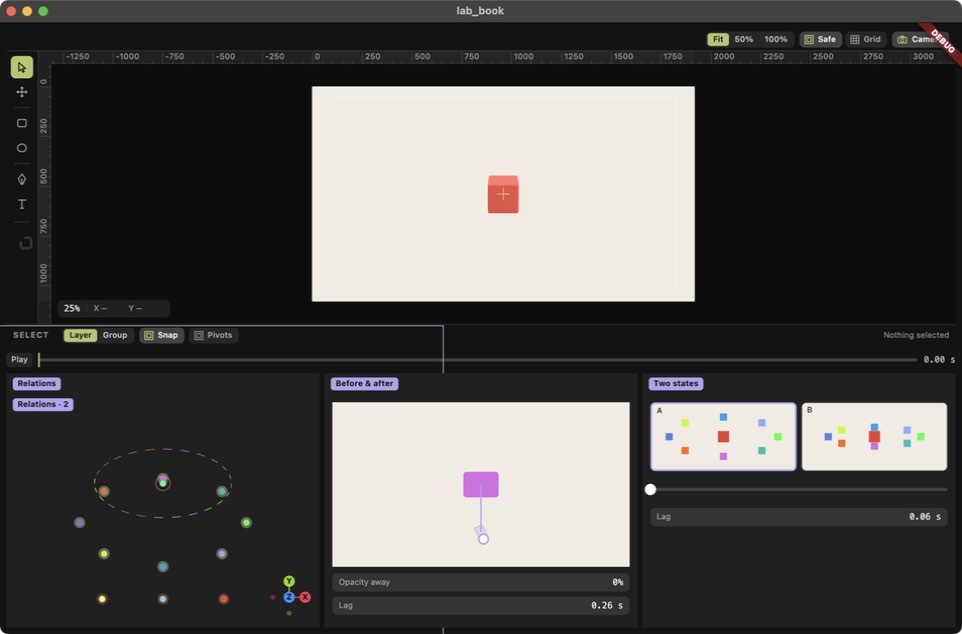 lab_book
Fit 50% 100% Safe Grid
DEBUG
-1250 -1000 -750 -500 -250 0 250 500 750 1000 1250 1500 1750 2000 2250 2500 2750 3000
0
250
500
750
1000
T
25% X – Y –
SELECT Layer Group Snap Pivots Nothing selected
Play 0.00 s
Relations Before & after Two states
Relations · 2
A B
Lag 0.06 s
Y
Z X
Opacity away 0%
Lag 0.26 s